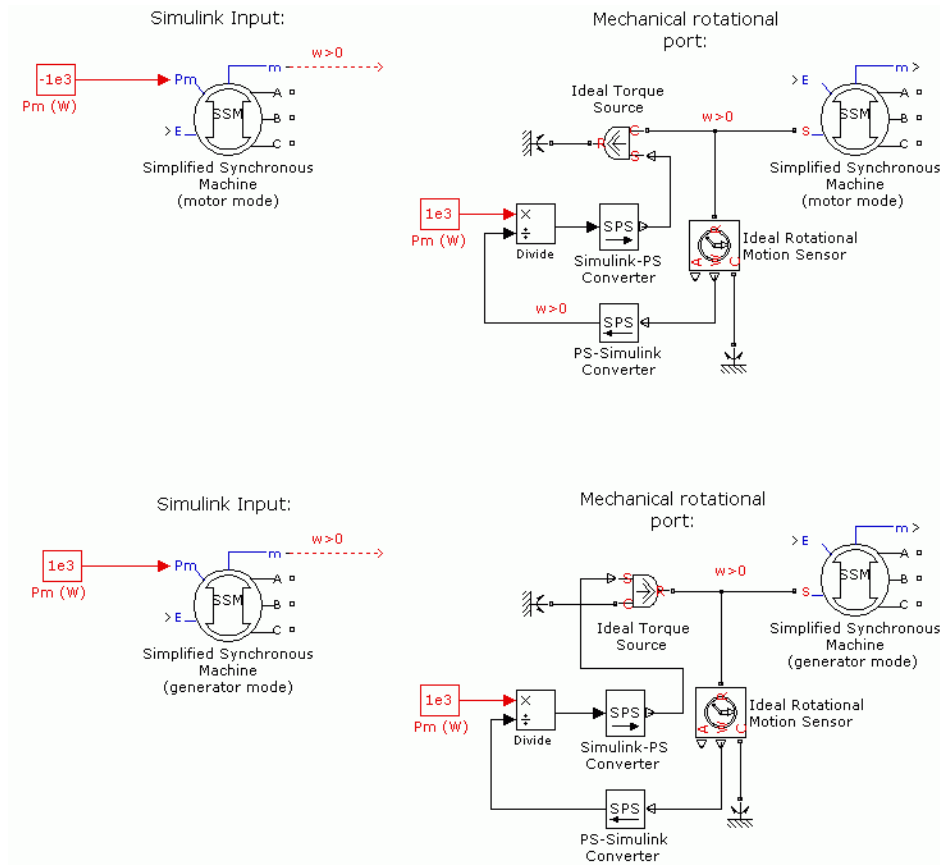 Simulink Input:
w>0
-1e3
Pm (W)
Pm
m
>E
SSM
A
B
C
Simplified Synchronous
Machine
(motor mode)
Mechanical rotational
port:
Ideal Torque
Source
R
C
S
w>0
>E
m>
S
SSM
A
B
C
Simplified Synchronous
Machine
(motor mode)
1e3
Pm (W)
×
÷
Divide
SPS
Simulink-PS
Converter
R
A
W
C
Ideal Rotational
Motion Sensor
w>0
SPS
PS-Simulink
Converter
Simulink Input:
w>0
1e3
Pm (W)
Pm
m
>E
SSM
A
B
C
Simplified Synchronous
Machine
(generator mode)
Mechanical rotational
port:
S
C
R
Ideal Torque
Source
w>0
>E
m>
S
SSM
A
B
C
Simplified Synchronous
Machine
(generator mode)
1e3
Pm (W)
×
÷
Divide
SPS
Simulink-PS
Converter
R
A
W
C
Ideal Rotational
Motion Sensor
SPS
PS-Simulink
Converter